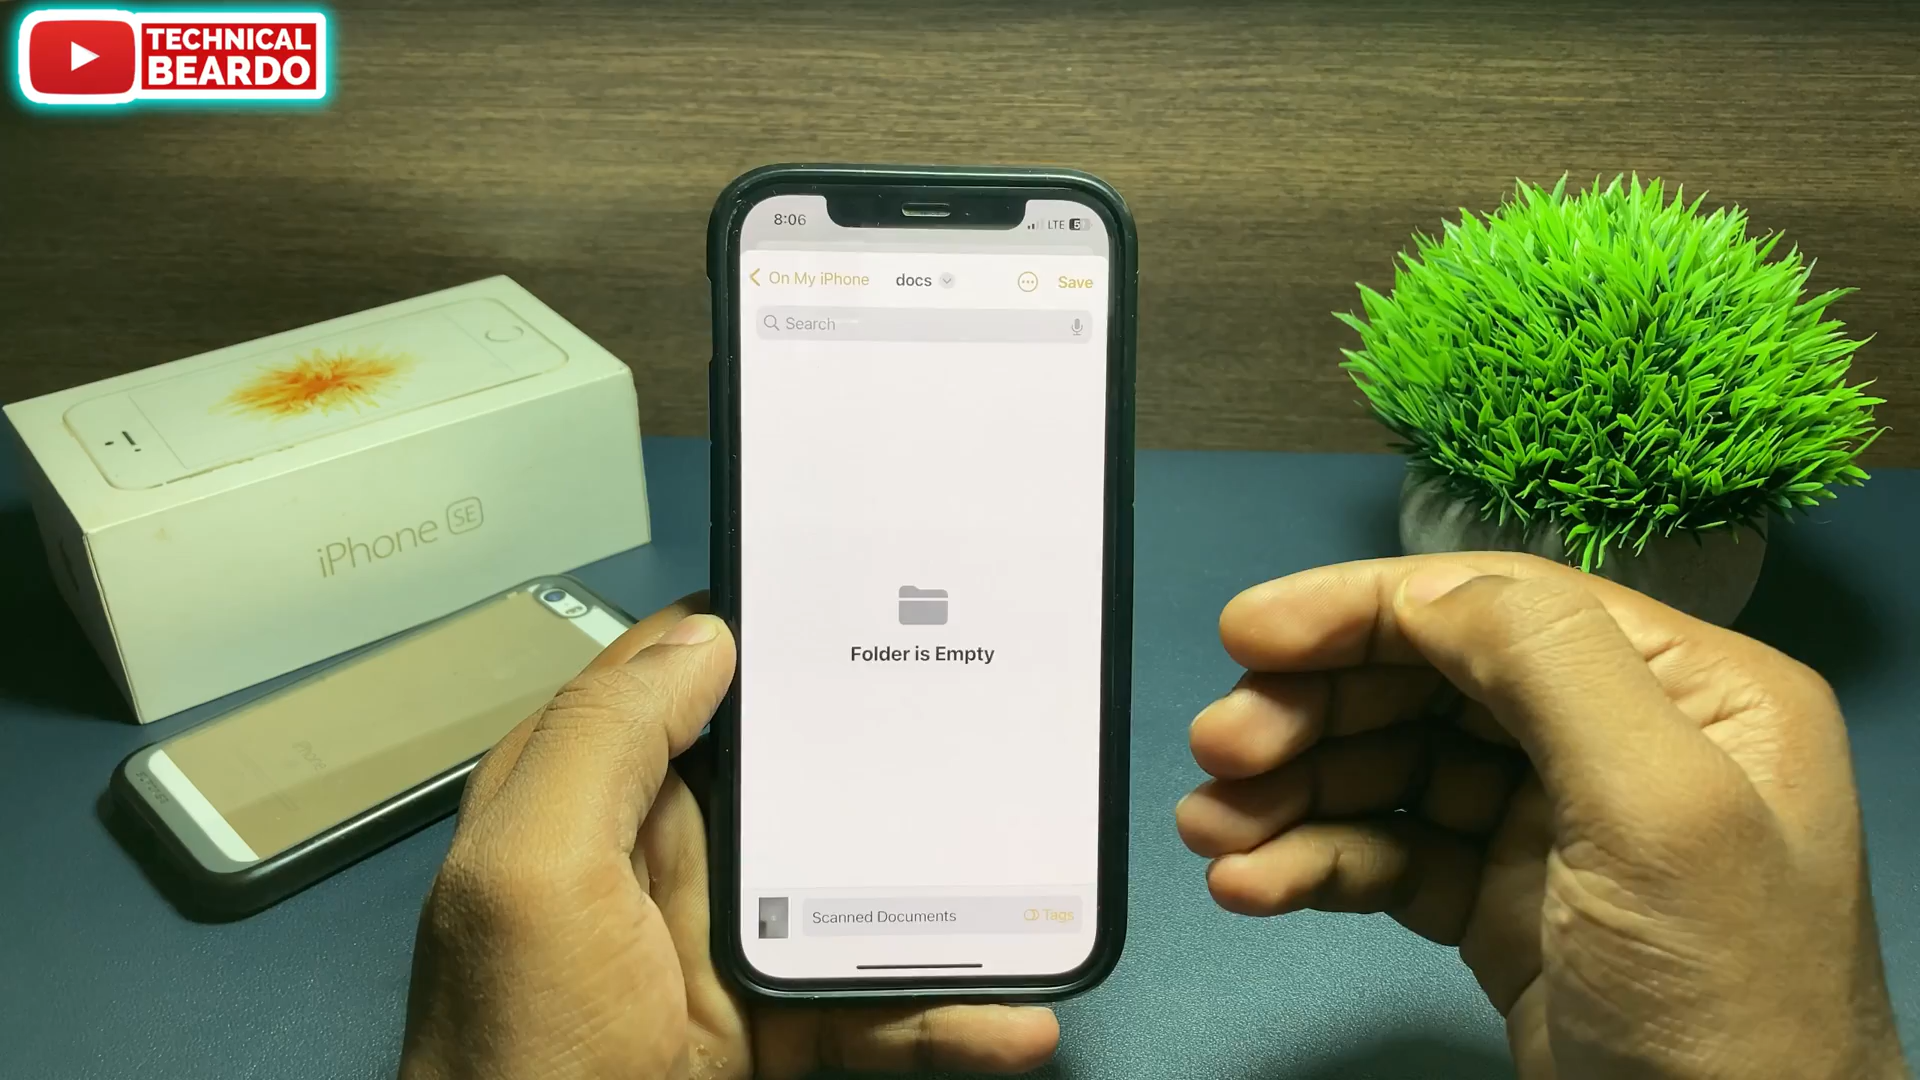 TECHNICAL
BEARDO
8:06
LTE
On My iPhone
docs
Save
Search
iPhone SE
Folder is Empty
Scanned Documents
Tags